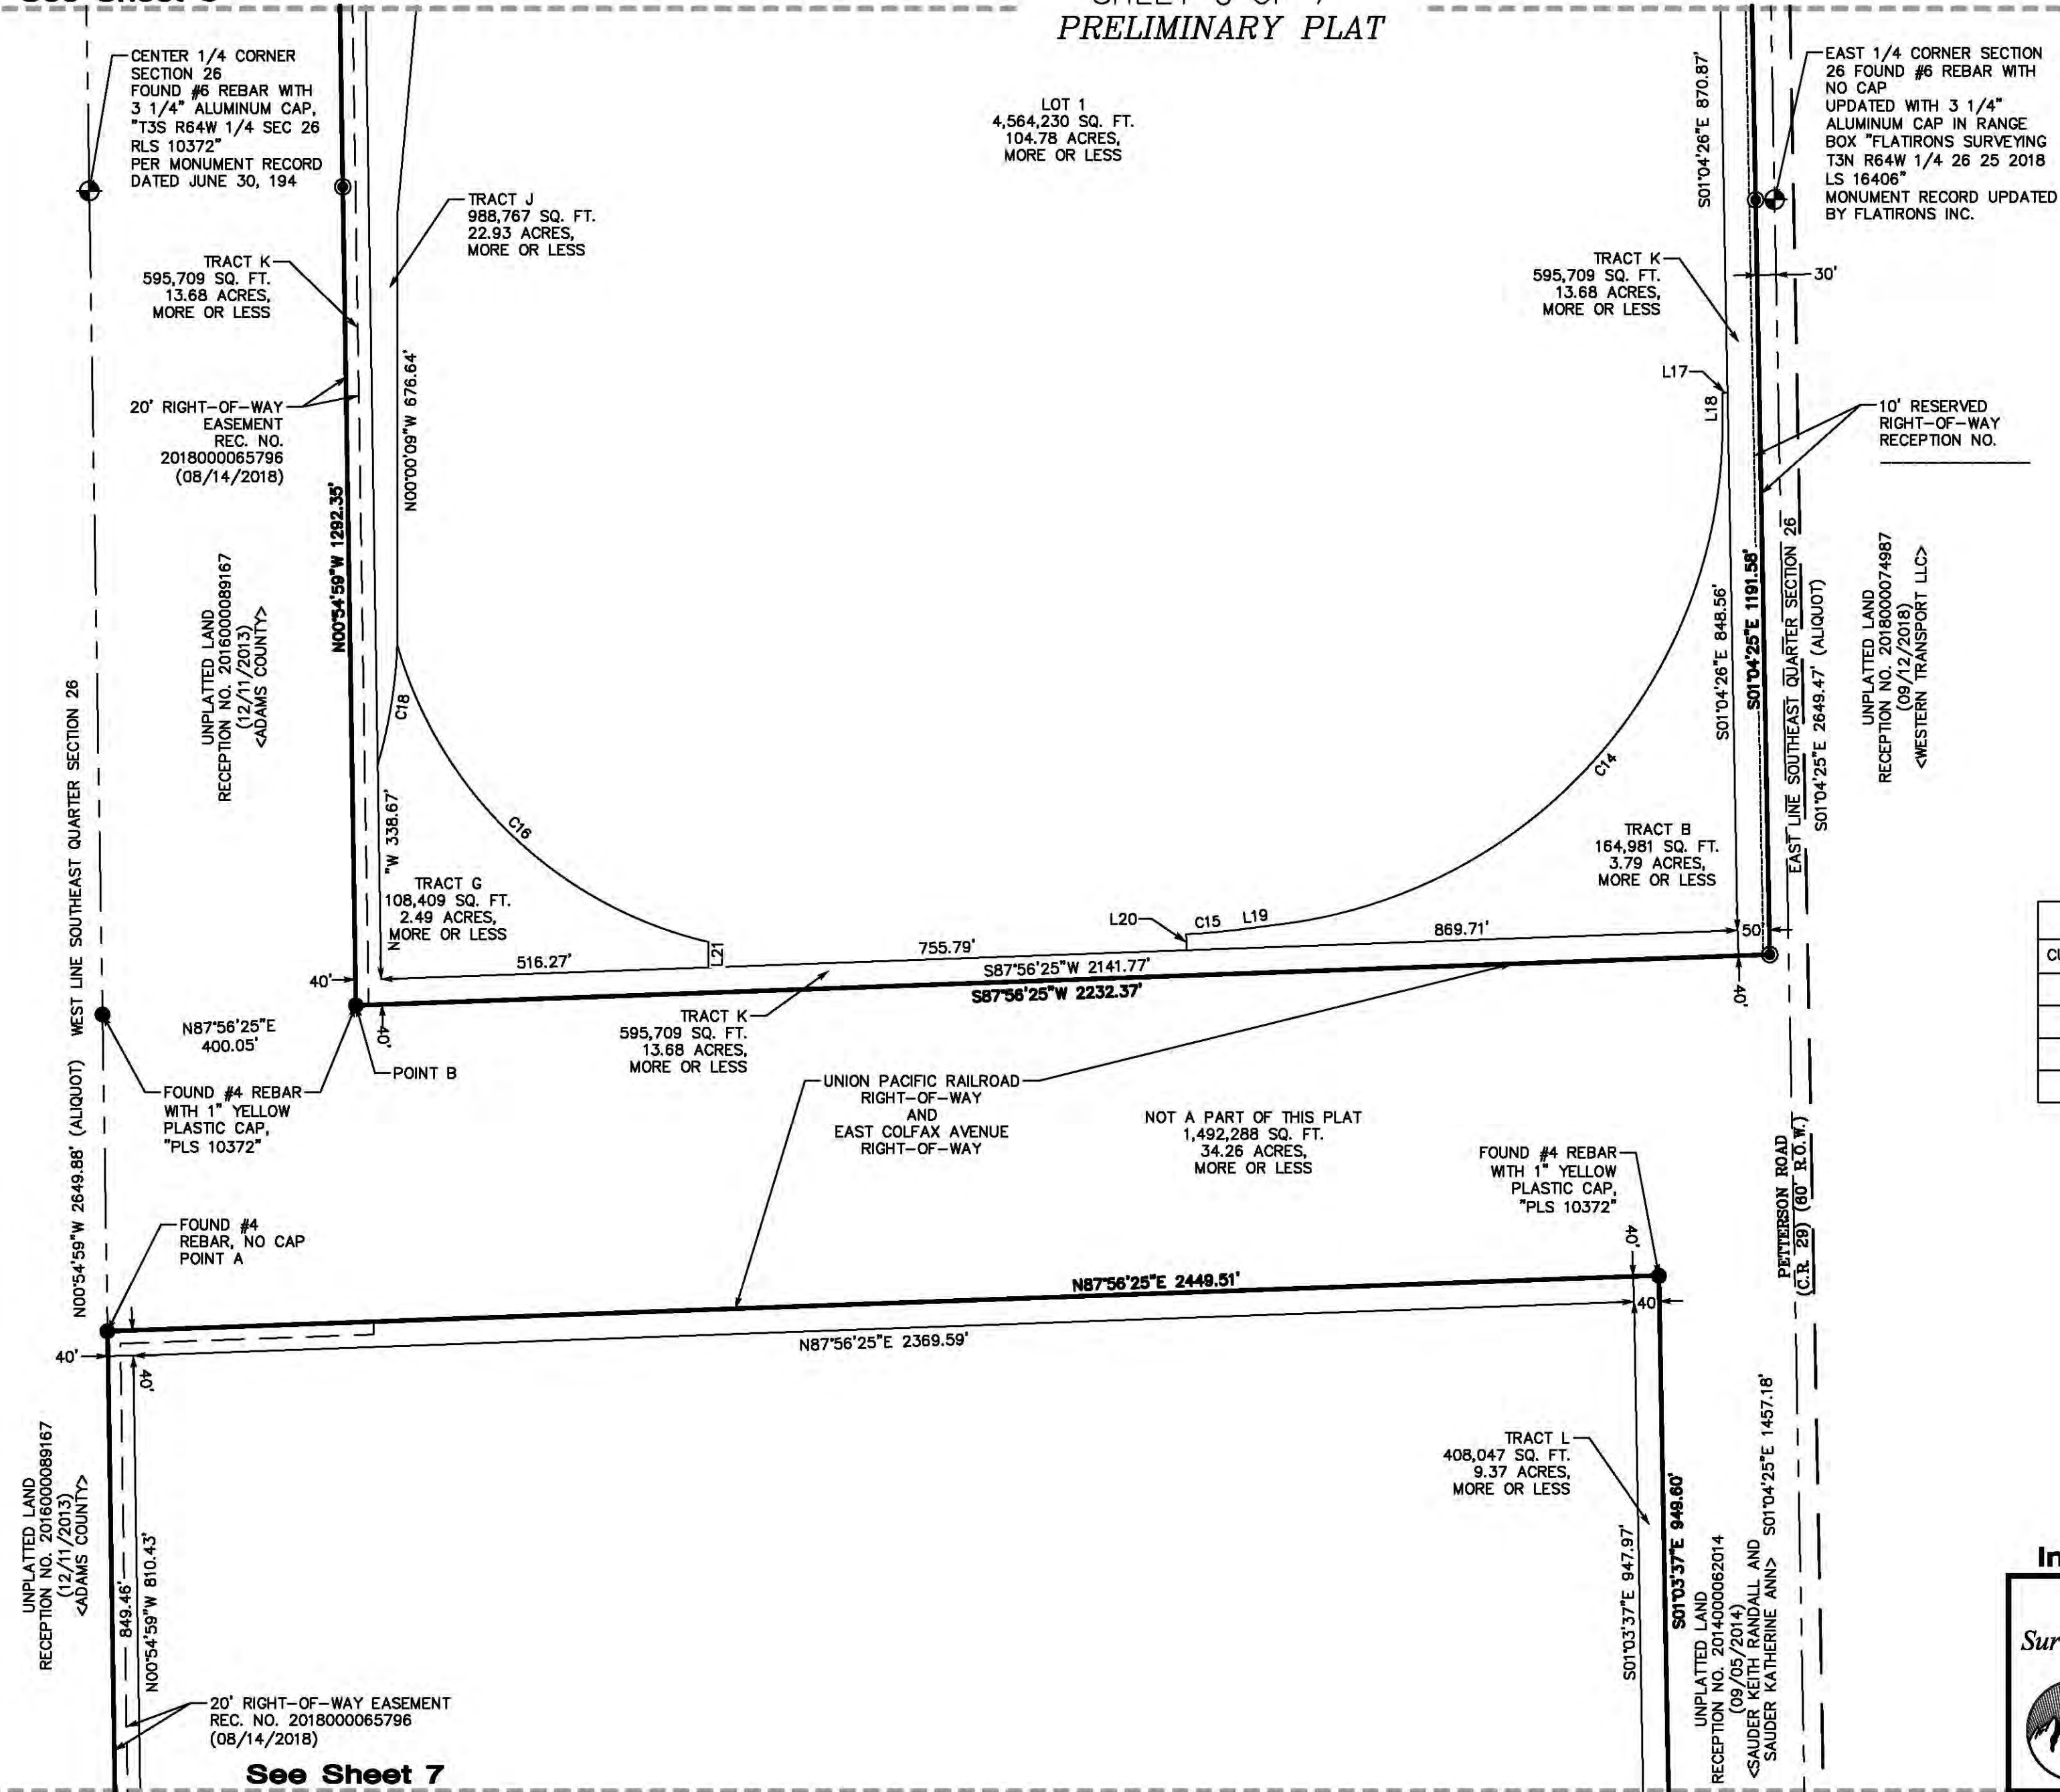 PRELIMINARY PLAT
CENTER 1/4 CORNER
SECTION 26
FOUND #6 REBAR WITH
3 1/4" ALUMINUM CAP,
"T3S R64W 1/4 SEC 26
RLS 10372"
PER MONUMENT RECORD
DATED JUNE 30, 194
LOT 1
4,564,230 SQ. FT.
104.78 ACRES,
MORE OR LESS
S01°04'26"E 870.87'
EAST 1/4 CORNER SECTION
26 FOUND #6 REBAR WITH
NO CAP
UPDATED WITH 3 1/4"
ALUMINUM CAP IN RANGE
BOX "FLATIRONS SURVEYING
T3N R64W 1/4 26 25 2018
LS 16406"
MONUMENT RECORD UPDATED
BY FLATIRONS INC.
TRACT J
988,767 SQ. FT.
22.93 ACRES,
MORE OR LESS
TRACT K
595,709 SQ. FT.
13.68 ACRES,
MORE OR LESS
TRACT K
595,709 SQ. FT.
13.68 ACRES,
MORE OR LESS
30'
L17
L18
20' RIGHT-OF-WAY
EASEMENT
REC. NO.
2018000065796
(08/14/2018)
N00°00'09"W 676.64'
10' RESERVED
RIGHT-OF-WAY
RECEPTION NO.
N00°54'59"W 1292.35'
UNPLATTED LAND
RECEPTION NO. 2016000089167
(12/11/2013)
<ADAMS COUNTY>
S01°04'26"E 848.56'
S01°04'25"E 1191.58'
EAST LINE SOUTHEAST QUARTER SECTION 26
S01°04'25"E 2649.47' (ALIQUOT)
UNPLATTED LAND
RECEPTION NO. 2018000074987
(09/12/2018)
<WESTERN TRANSPORT LLC>
WEST LINE SOUTHEAST QUARTER SECTION 26
N00°54'59"W 2649.88' (ALIQUOT)
C18
C16
C14
"W 338.67'
N
TRACT G
108,409 SQ. FT.
2.49 ACRES,
MORE OR LESS
TRACT B
164,981 SQ. FT.
3.79 ACRES,
MORE OR LESS
L21
L20
C15
L19
516.27'
755.79'
869.71'
50'
40'
S87°56'25"W 2141.77'
S87°56'25"W 2232.37'
40'
40'
N87°56'25"E
400.05'
TRACT K
595,709 SQ. FT.
13.68 ACRES,
MORE OR LESS
POINT B
FOUND #4 REBAR
WITH 1" YELLOW
PLASTIC CAP,
"PLS 10372"
UNION PACIFIC RAILROAD
RIGHT-OF-WAY
AND
EAST COLFAX AVENUE
RIGHT-OF-WAY
NOT A PART OF THIS PLAT
1,492,288 SQ. FT.
34.26 ACRES,
MORE OR LESS
FOUND #4 REBAR
WITH 1" YELLOW
PLASTIC CAP,
"PLS 10372"
PETTERSON ROAD
(C.R. 29) (60' R.O.W.)
FOUND #4
REBAR, NO CAP
POINT A
40'
N87°56'25"E 2449.51'
40'
N87°56'25"E 2369.59'
40'
40'
UNPLATTED LAND
RECEPTION NO. 2016000089167
(12/11/2013)
<ADAMS COUNTY>
849.46'
N00°54'59"W 810.43'
TRACT L
408,047 SQ. FT.
9.37 ACRES,
MORE OR LESS
S01°03'37"E 947.97'
S01°03'37"E 949.60'
UNPLATTED LAND
RECEPTION NO. 2014000062014
(09/05/2014)
<SAUDER KEITH RANDALL AND
SAUDER KATHERINE ANN>
S01°04'25"E 1457.18'
20' RIGHT-OF-WAY EASEMENT
REC. NO. 2018000065796
(08/14/2018)
See Sheet 7